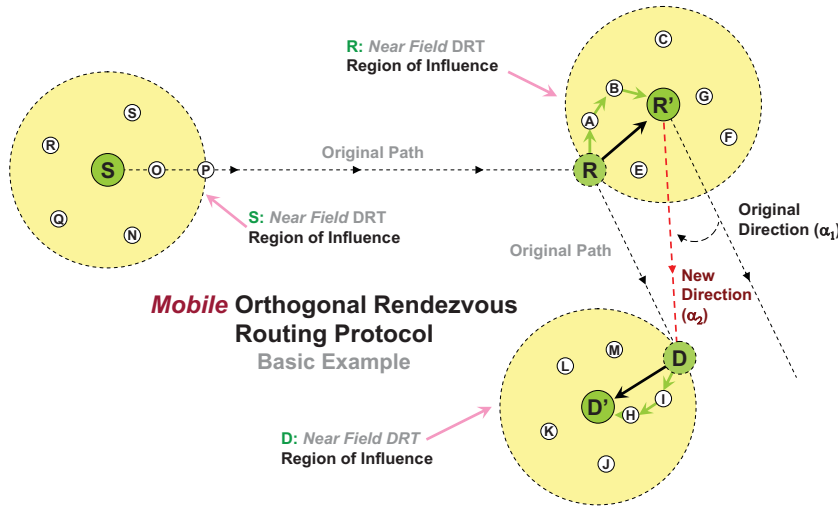 R: Near Field DRT
Region of Influence
C
B
R'
G
A
F
R
E
S
R
S
O
P
Q
N
Original Path
S: Near Field DRT
Region of Influence
Original
Direction (α₁)
Original Path
New
Direction
(α₂)
Mobile Orthogonal Rendezvous
Routing Protocol
Basic Example
M
L
D
D'
I
H
K
J
D: Near Field DRT
Region of Influence